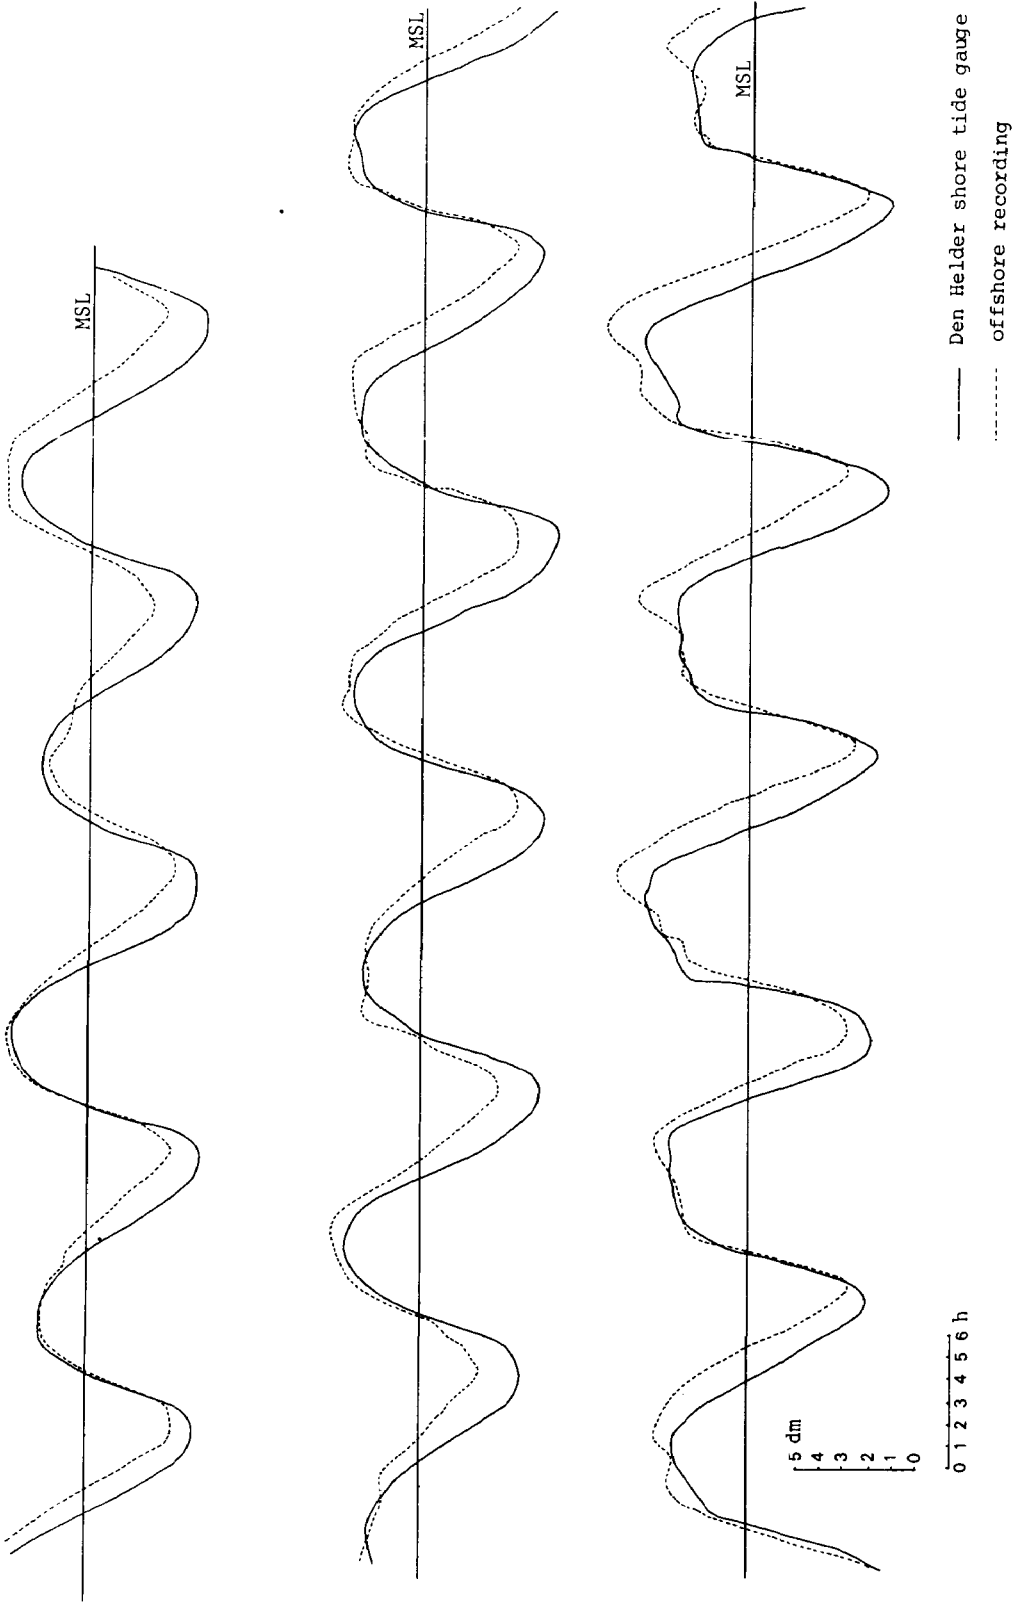 MSL
MSL
MSL
5 dm
4
3
2
1
0
0 1 2 3 4 5 6 h
Den Helder shore tide gauge
offshore recording